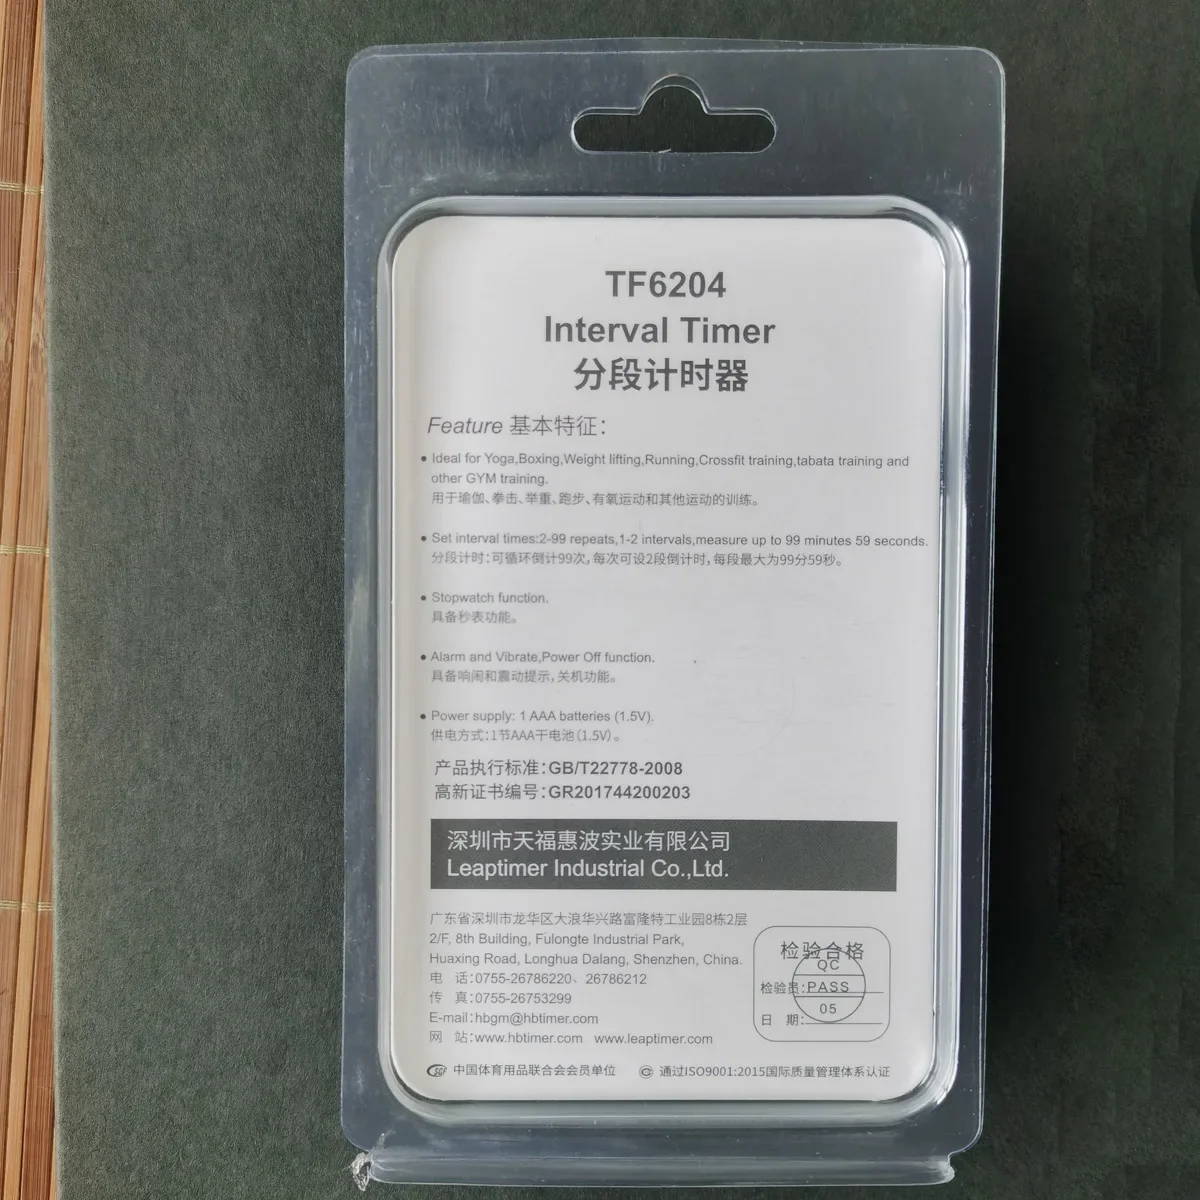 TF6204
Interval Timer
分段计时器
Feature 基本特征：
• Ideal for Yoga,Boxing,Weight lifting,Running,Crossfit training,tabata training and
other GYM training.
用于瑜伽、拳击、举重、跑步、有氧运动和其他运动的训练。
• Set interval times:2-99 repeats,1-2 intervals,measure up to 99 minutes 59 seconds.
分段计时：可循环倒计99次，每次可设2段倒计时，每段最大为99分59秒。
• Stopwatch function.
具备秒表功能。
• Alarm and Vibrate,Power Off function.
具备响闹和震动提示，关机功能。
• Power supply: 1 AAA batteries (1.5V).
供电方式：1节AAA干电池（1.5V）。
产品执行标准：GB/T22778-2008
高新证书编号：GR201744200203
深圳市天福惠波实业有限公司
Leaptimer Industrial Co.,Ltd.
广东省深圳市龙华区大浪华兴路富隆特工业园8栋2层
2/F, 8th Building, Fulongte Industrial Park,
Huaxing Road, Longhua Dalang, Shenzhen, China.
电 话：0755-26786220、26786212
传 真：0755-26753299
E-mail：hbgm@hbtimer.com
网 站：www.hbtimer.com www.leaptimer.com
检验合格
QC
检验员：PASS
05
日 期：
中国体育用品联合会会员单位 通过ISO9001:2015国际质量管理体系认证